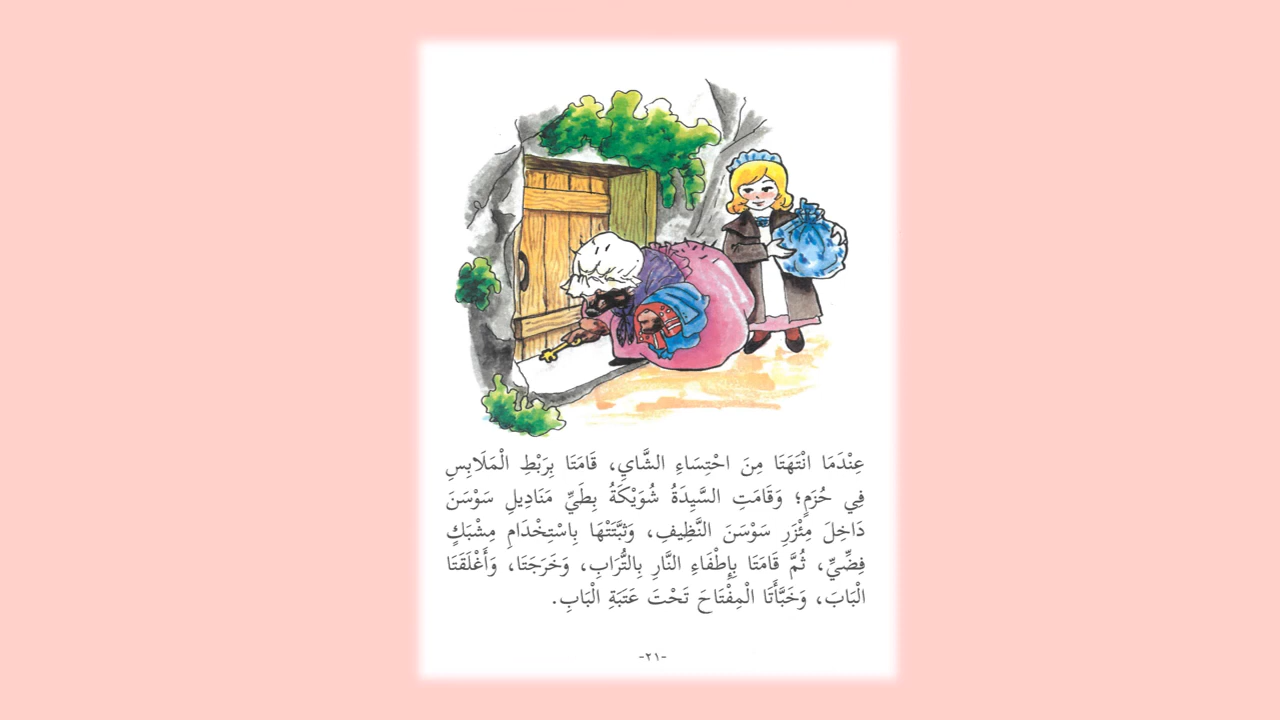 عِنْدَمَا انْتَهَتَا مِنَ احْتِسَاءِ الشَّايِ، قَامَتَا بِرَبْطِ الْمَلَابِسِ
فِي حُزَمٍ؛ وَقَامَتِ السَّيِدَةُ شُوَيْكَةُ بِطَيِّ مَنَادِيلِ سَوْسَنَ
دَاخِلَ مِئْزَرِ سَوْسَنَ النَّظِيفِ، وَثَبَّتَتْهَا بِاسْتِخْدَامِ مِشْبَكٍ
فِضِّيٍّ، ثُمَّ قَامَتَا بِإِطْفَاءِ النَّارِ بِالتُّرَابِ، وَخَرَجَتَا، وَأَغْلَقَتَا
الْبَابَ، وَخَبَّأَتَا الْمِفْتَاحَ تَحْتَ عَتَبَةِ الْبَابِ.
-٢١-